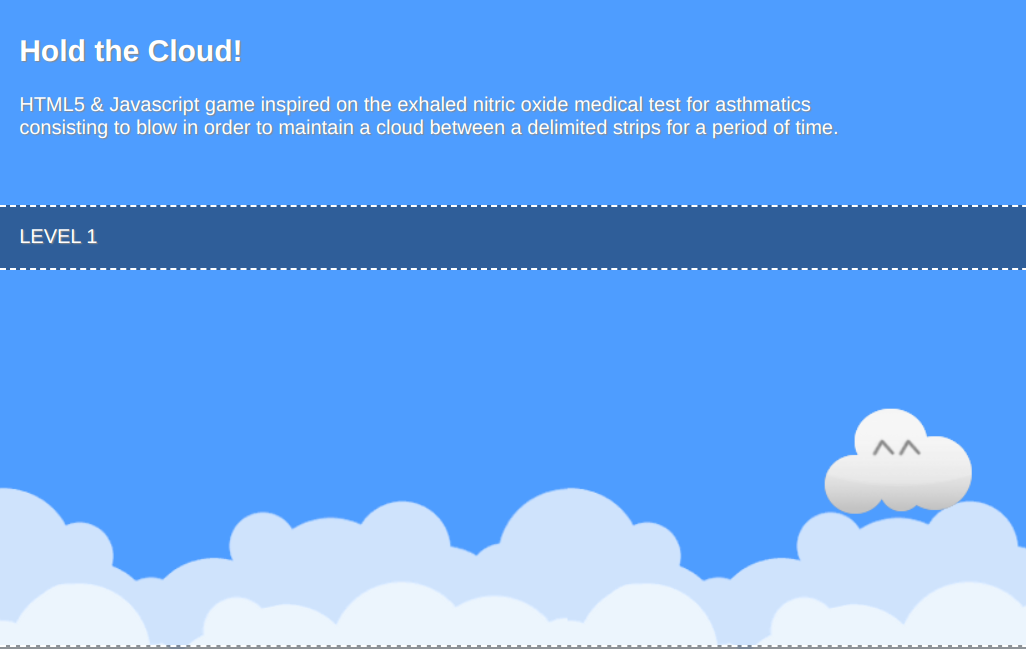 Hold the Cloud!
HTML5 & Javascript game inspired on the exhaled nitric oxide medical test for asthmatics
consisting to blow in order to maintain a cloud between a delimited strips for a period of time.
LEVEL 1